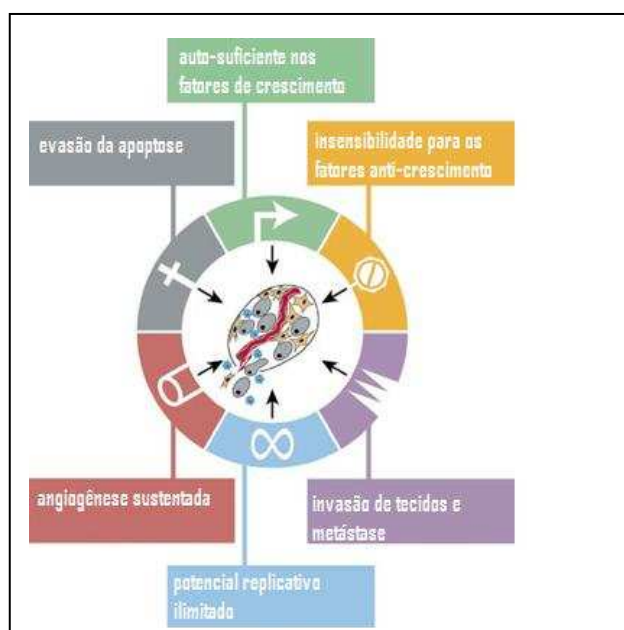 auto-suficiente nos
fatores de crescimento
evasão da apoptose
insensibilidade para os
fatores anti-crescimento
angiogênese sustentada
invasão de tecidos e
metástase
potencial replicativo
ilimitado